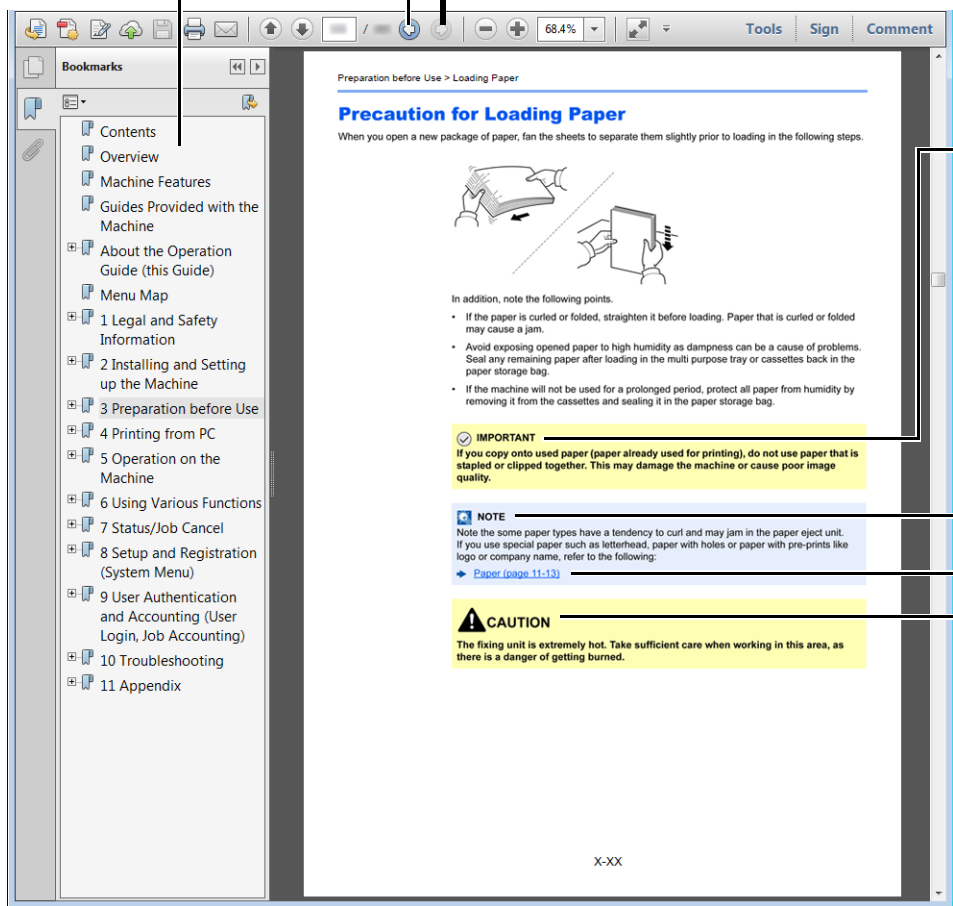 /
68.4%
Tools
Sign
Comment
Bookmarks
Contents
Overview
Machine Features
Guides Provided with the
Machine
About the Operation
Guide (this Guide)
Menu Map
1 Legal and Safety
Information
2 Installing and Setting
up the Machine
3 Preparation before Use
4 Printing from PC
5 Operation on the
Machine
6 Using Various Functions
7 Status/Job Cancel
8 Setup and Registration
(System Menu)
9 User Authentication
and Accounting (User
Login, Job Accounting)
10 Troubleshooting
11 Appendix
Preparation before Use > Loading Paper
Precaution for Loading Paper
When you open a new package of paper, fan the sheets to separate them slightly prior to loading in the following steps.
In addition, note the following points.
• If the paper is curled or folded, straighten it before loading. Paper that is curled or folded
may cause a jam.
• Avoid exposing opened paper to high humidity as dampness can be a cause of problems.
Seal any remaining paper after loading in the multi purpose tray or cassettes back in the
paper storage bag.
• If the machine will not be used for a prolonged period, protect all paper from humidity by
removing it from the cassettes and sealing it in the paper storage bag.
IMPORTANT
If you copy onto used paper (paper already used for printing), do not use paper that is
stapled or clipped together. This may damage the machine or cause poor image
quality.
NOTE
Note the some paper types have a tendency to curl and may jam in the paper eject unit.
If you use special paper such as letterhead, paper with holes or paper with pre-prints like
logo or company name, refer to the following:
Paper (page 11-13)
CAUTION
The fixing unit is extremely hot. Take sufficient care when working in this area, as
there is a danger of getting burned.
X-XX